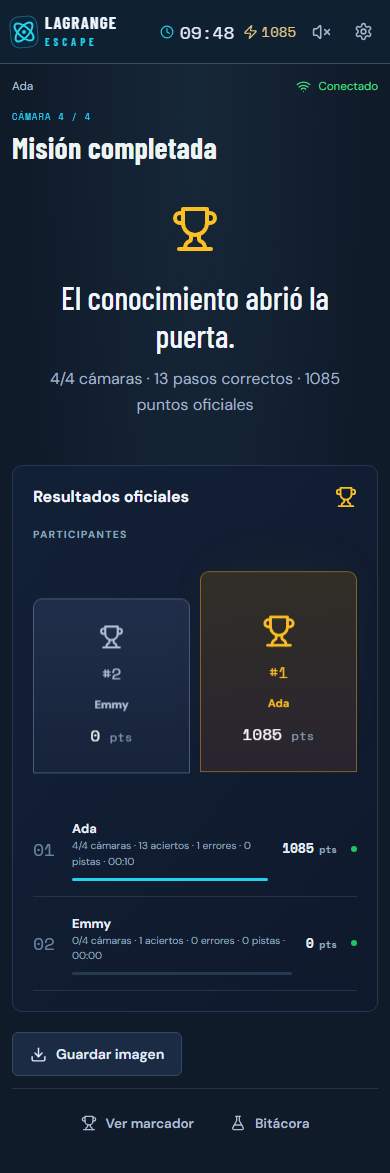 LAGRANGE
ESCAPE
09:48
1085
Ada
Conectado
CÁMARA 4 / 4
Misión completada
El conocimiento abrió la
puerta.
4/4 cámaras · 13 pasos correctos · 1085
puntos oficiales
Resultados oficiales
PARTICIPANTES
#2
Emmy
0 pts
#1
Ada
1085 pts
01
Ada
4/4 cámaras · 13 aciertos · 1 errores · 0
pistas · 00:10
1085 pts
02
Emmy
0/4 cámaras · 1 aciertos · 0 errores · 0 pistas ·
00:00
0 pts
Guardar imagen
Ver marcador
Bitácora